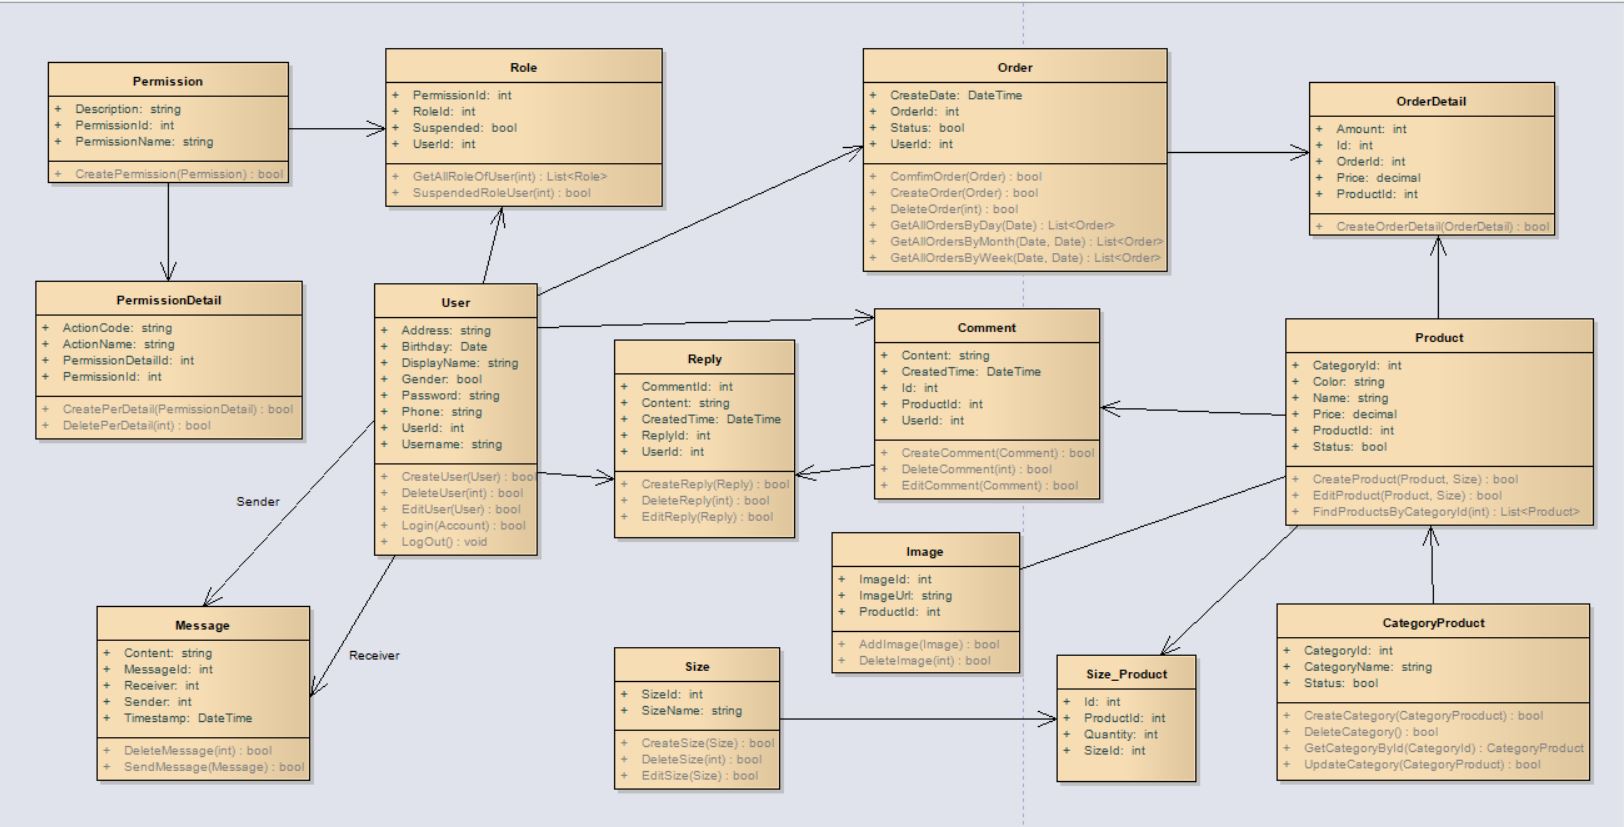 Permission
+ Description: string
+ PermissionId: int
+ PermissionName: string
+ CreatePermission(Permission) : bool
Role
+ PermissionId: int
+ RoleId: int
+ Suspended: bool
+ UserId: int
+ GetAllRoleOfUser(int) : List<Role>
+ SuspendedRoleUser(int) : bool
Order
+ CreateDate: DateTime
+ OrderId: int
+ Status: bool
+ UserId: int
+ ComfimOrder(Order) : bool
+ CreateOrder(Order) : bool
+ DeleteOrder(int) : bool
+ GetAllOrdersByDay(Date) : List<Order>
+ GetAllOrdersByMonth(Date, Date) : List<Order>
+ GetAllOrdersByWeek(Date, Date) : List<Order>
OrderDetail
+ Amount: int
+ Id: int
+ OrderId: int
+ Price: decimal
+ ProductId: int
+ CreateOrderDetail(OrderDetail) : bool
PermissionDetail
+ ActionCode: string
+ ActionName: string
+ PermissionDetailId: int
+ PermissionId: int
+ CreatePerDetail(PermissionDetail) : bool
+ DeletePerDetail(int) : bool
User
+ Address: string
+ Birthday: Date
+ DisplayName: string
+ Gender: bool
+ Password: string
+ Phone: string
+ UserId: int
+ Username: string
+ CreateUser(User) : bool
+ DeleteUser(int) : bool
+ EditUser(User) : bool
+ Login(Account) : bool
+ LogOut() : void
Reply
+ CommentId: int
+ Content: string
+ CreatedTime: DateTime
+ ReplyId: int
+ UserId: int
+ CreateReply(Reply) : bool
+ DeleteReply(int) : bool
+ EditReply(Reply) : bool
Comment
+ Content: string
+ CreatedTime: DateTime
+ Id: int
+ ProductId: int
+ UserId: int
+ CreateComment(Comment) : bool
+ DeleteComment(int) : bool
+ EditComment(Comment) : bool
Product
+ CategoryId: int
+ Color: string
+ Name: string
+ Price: decimal
+ ProductId: int
+ Status: bool
+ CreateProduct(Product, Size) : bool
+ EditProduct(Product, Size) : bool
+ FindProductsByCategoryId(int) : List<Product>
Sender
Receiver
Message
+ Content: string
+ MessageId: int
+ Receiver: int
+ Sender: int
+ Timestamp: DateTime
+ DeleteMessage(int) : bool
+ SendMessage(Message) : bool
Image
+ ImageId: int
+ ImageUrl: string
+ ProductId: int
+ AddImage(Image) : bool
+ DeleteImage(int) : bool
Size
+ SizeId: int
+ SizeName: string
+ CreateSize(Size) : bool
+ DeleteSize(int) : bool
+ EditSize(Size) : bool
Size_Product
+ Id: int
+ ProductId: int
+ Quantity: int
+ SizeId: int
CategoryProduct
+ CategoryId: int
+ CategoryName: string
+ Status: bool
+ CreateCategory(CategoryProcduct) : bool
+ DeleteCategory() : bool
+ GetCategoryById(CategoryId) : CategoryProduct
+ UpdateCategory(CategoryProduct) : bool